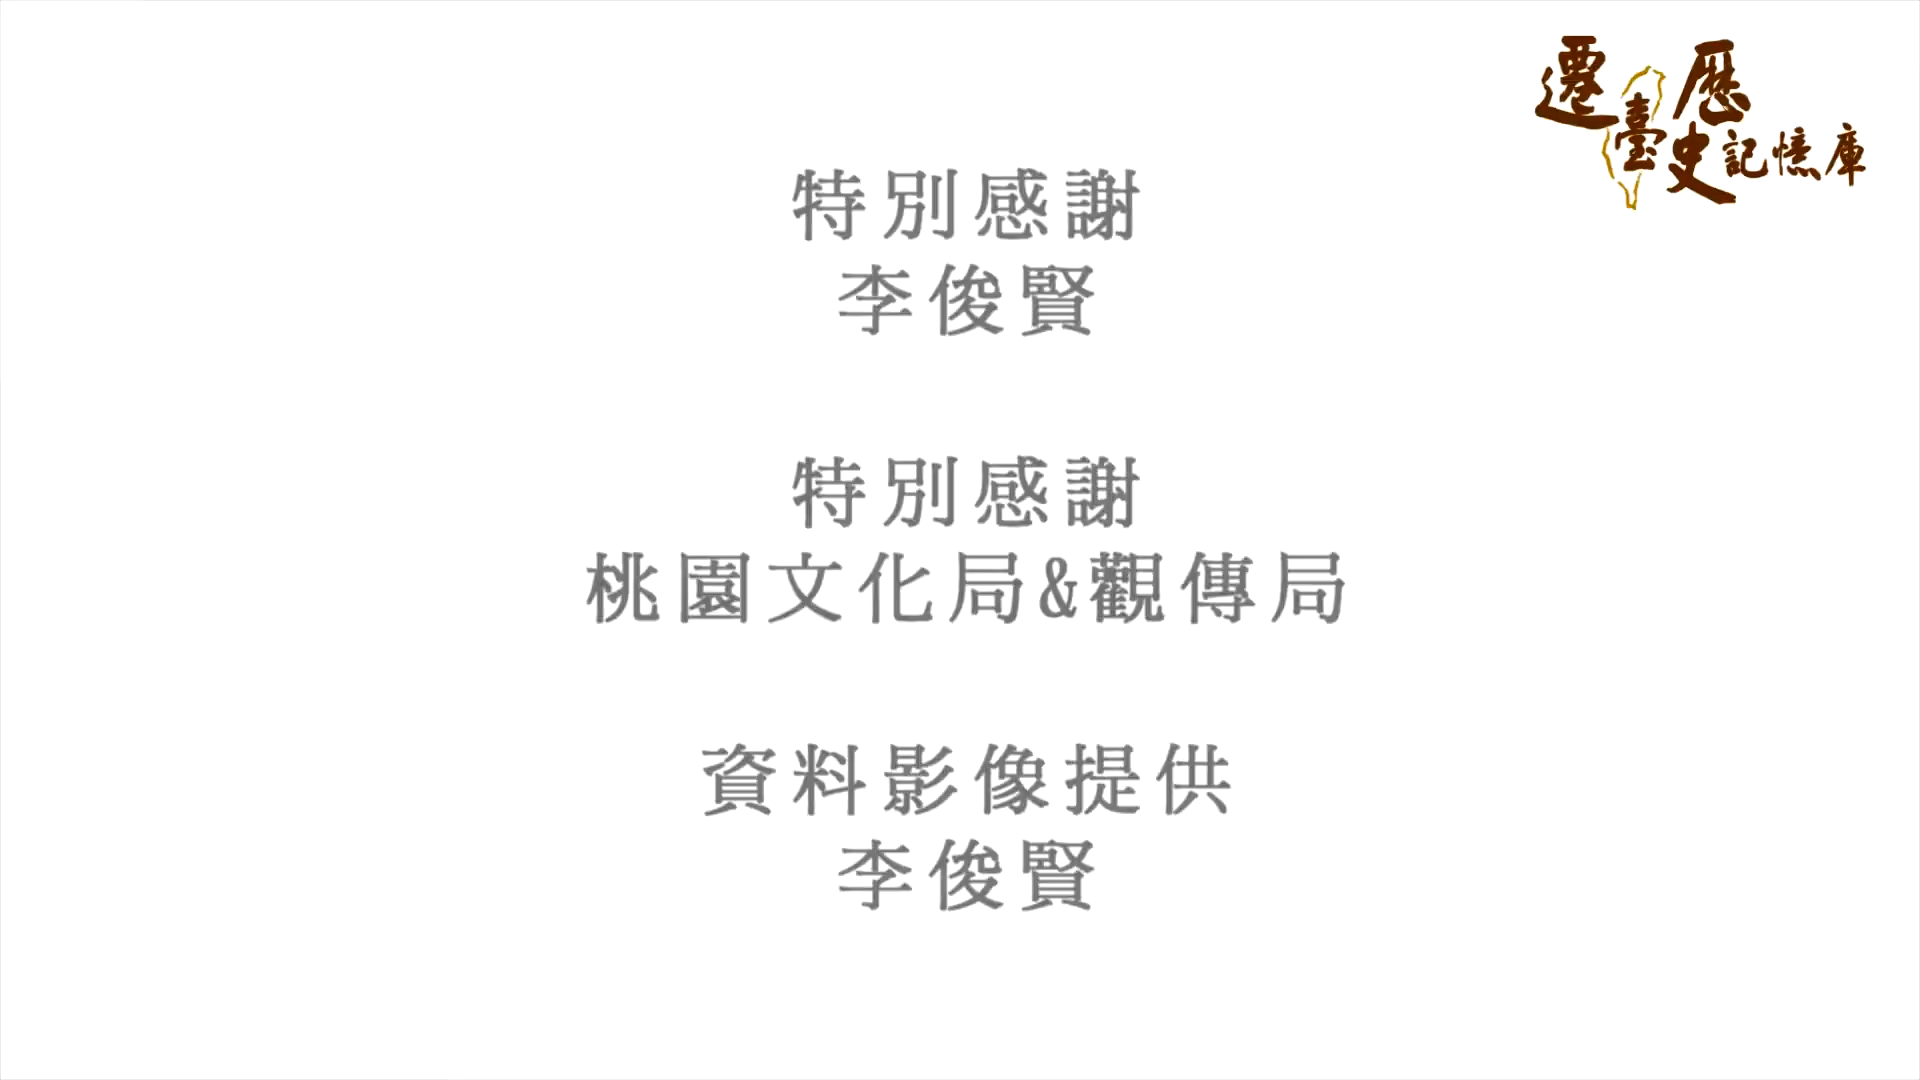 遷臺歷史記憶庫
特別感謝
李俊賢
特別感謝
桃園文化局&觀傳局
資料影像提供
李俊賢